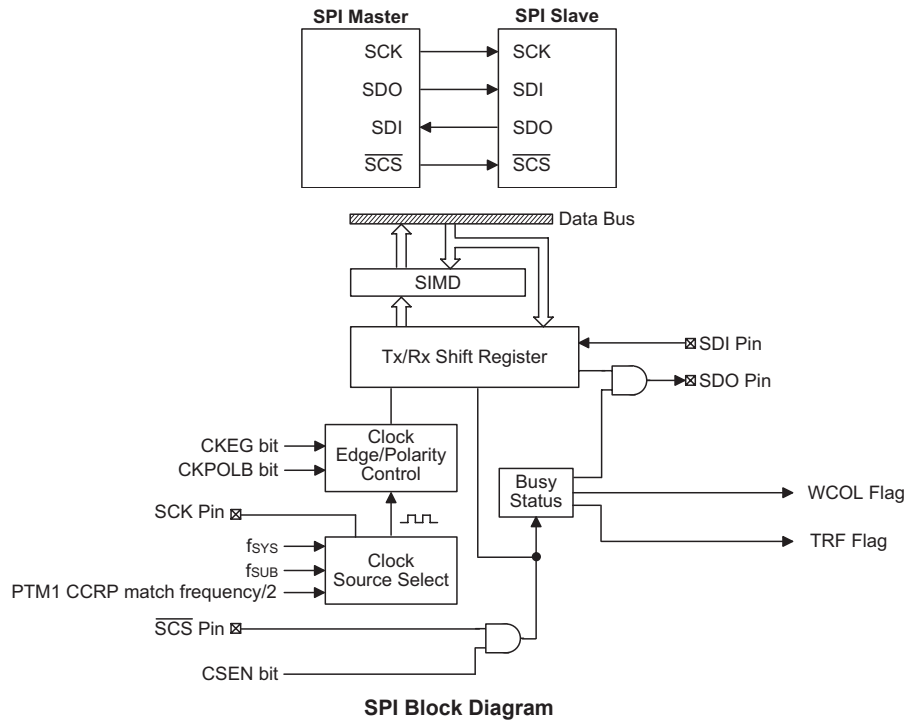 SPI Master
SPI Slave
SCK
SCK
SDO
SDI
SDI
SDO
SCS
SCS
Data Bus
SIMD
Tx/Rx Shift Register
SDI Pin
SDO Pin
CKEG bit
CKPOLB bit
Clock
Edge/Polarity
Control
Busy
Status
WCOL Flag
TRF Flag
SCK Pin
fSYS
fSUB
PTM1 CCRP match frequency/2
Clock
Source Select
SCS Pin
CSEN bit
SPI Block Diagram